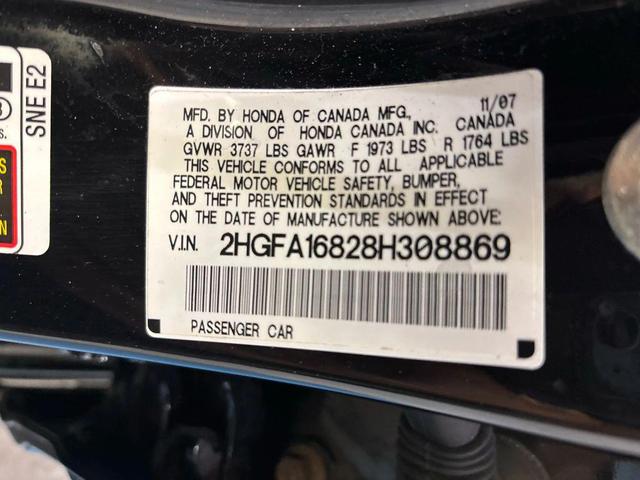 SNE E2
MFD. BY HONDA OF CANADA MFG., 11/07
A DIVISION OF HONDA CANADA INC. CANADA
GVWR 3737 LBS GAWR F 1973 LBS R 1764 LBS
THIS VEHICLE CONFORMS TO ALL APPLICABLE
FEDERAL MOTOR VEHICLE SAFETY, BUMPER,
AND THEFT PREVENTION STANDARDS IN EFFECT
ON THE DATE OF MANUFACTURE SHOWN ABOVE:
V.I.N. 2HGFA16828H308869
PASSENGER CAR